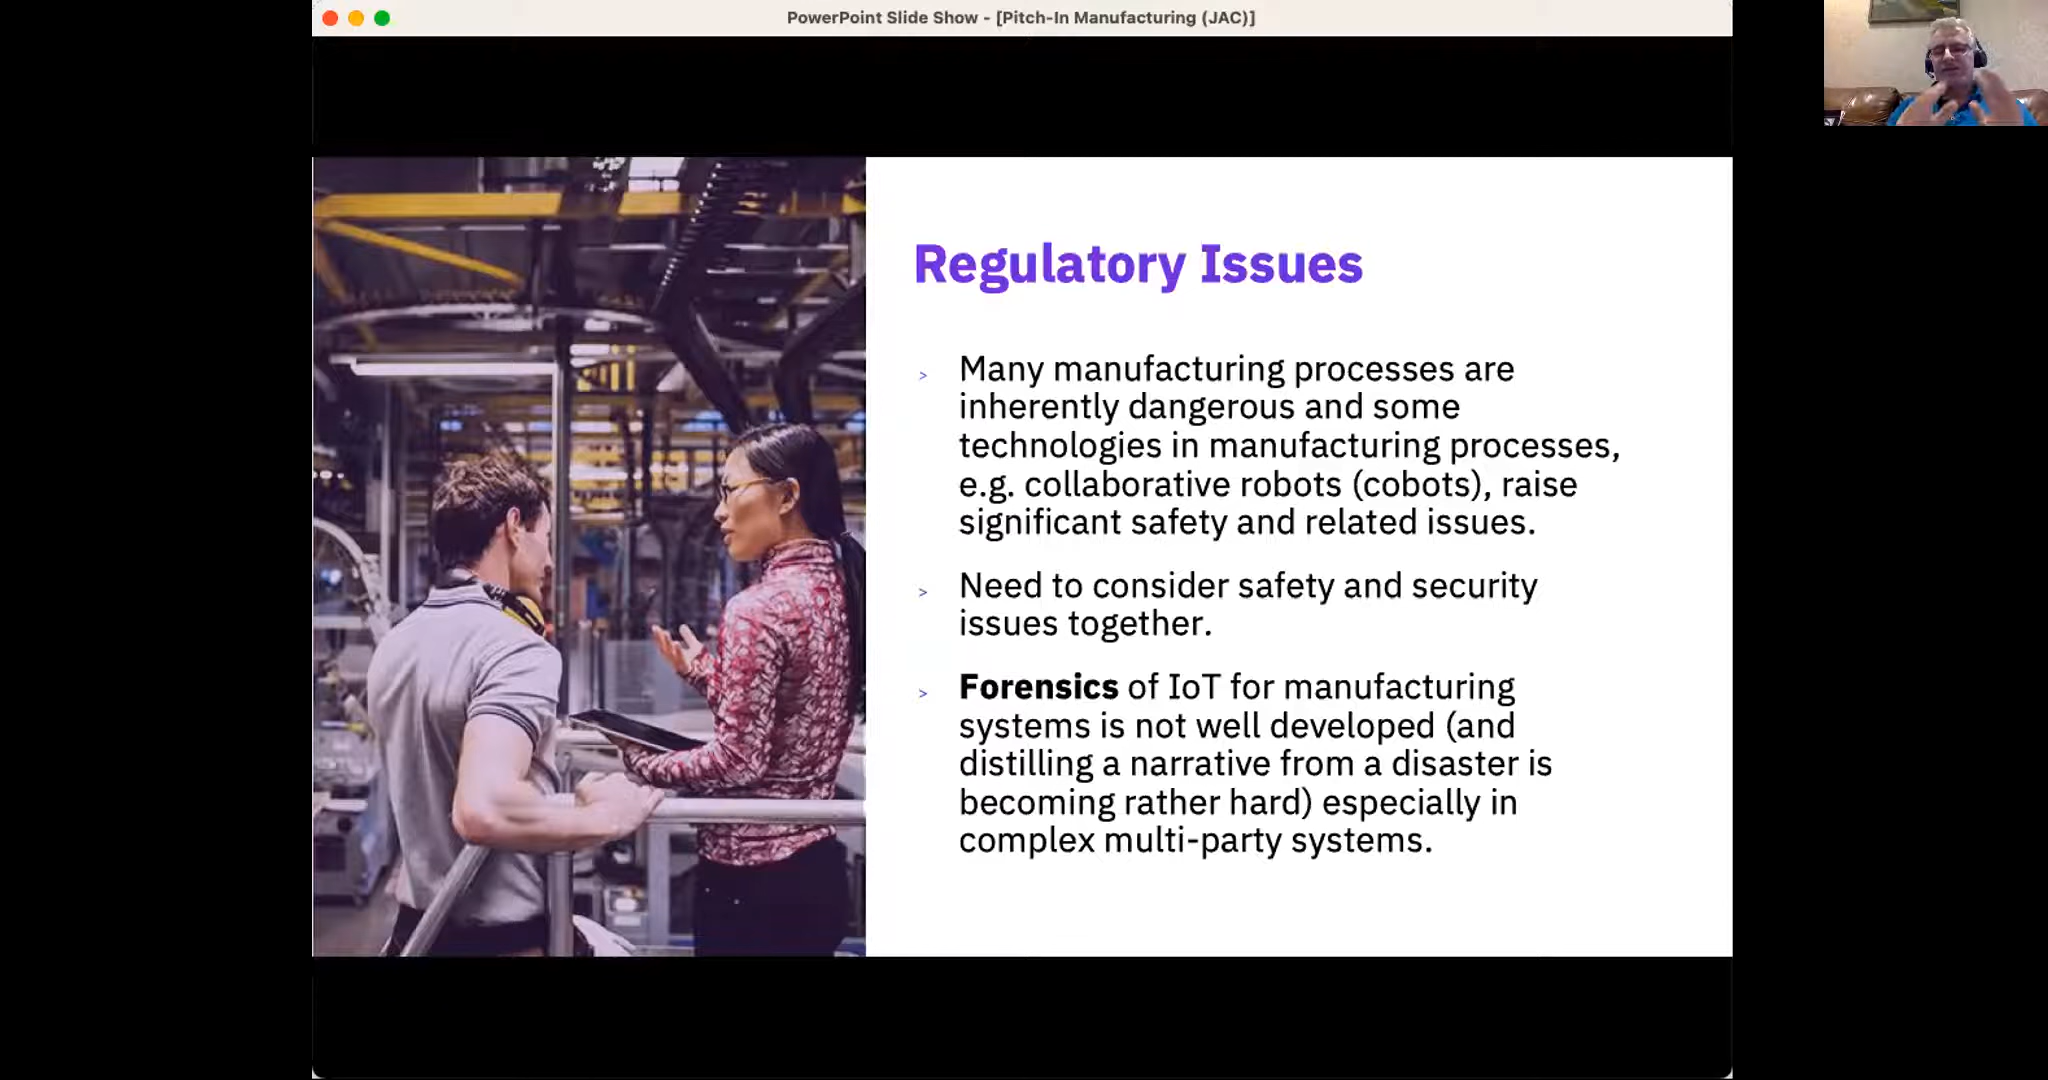 PowerPoint Slide Show - [Pitch-In Manufacturing (JAC)]
Regulatory Issues
> Many manufacturing processes are
inherently dangerous and some
technologies in manufacturing processes,
e.g. collaborative robots (cobots), raise
significant safety and related issues.
> Need to consider safety and security
issues together.
> Forensics of IoT for manufacturing
systems is not well developed (and
distilling a narrative from a disaster is
becoming rather hard) especially in
complex multi-party systems.